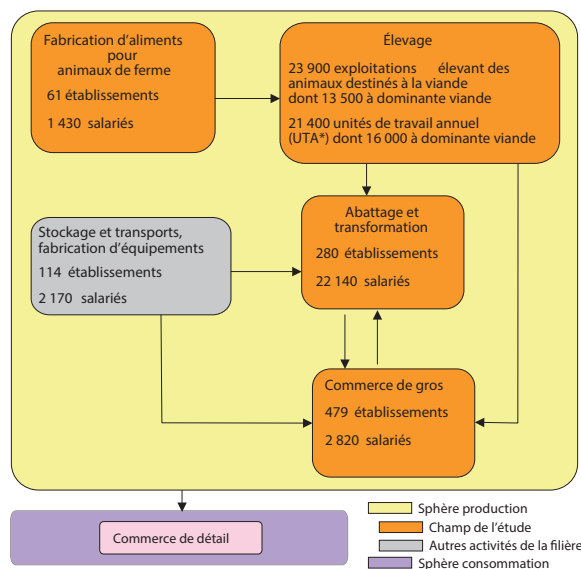 Fabrication d'aliments
pour
animaux de ferme
61 établissements
1 430 salariés
Élevage
23 900 exploitations élevant des
animaux destinés à la viande
dont 13 500 à dominante viande
21 400 unités de travail annuel
(UTA*) dont 16 000 à dominante viande
Stockage et transports,
fabrication d'équipements
114 établissements
2 170 salariés
Abattage et
transformation
280 établissements
22 140 salariés
Commerce de gros
479 établissements
2 820 salariés
Commerce de détail
Sphère production
Champ de l'étude
Autres activités de la filière
Sphère consommation